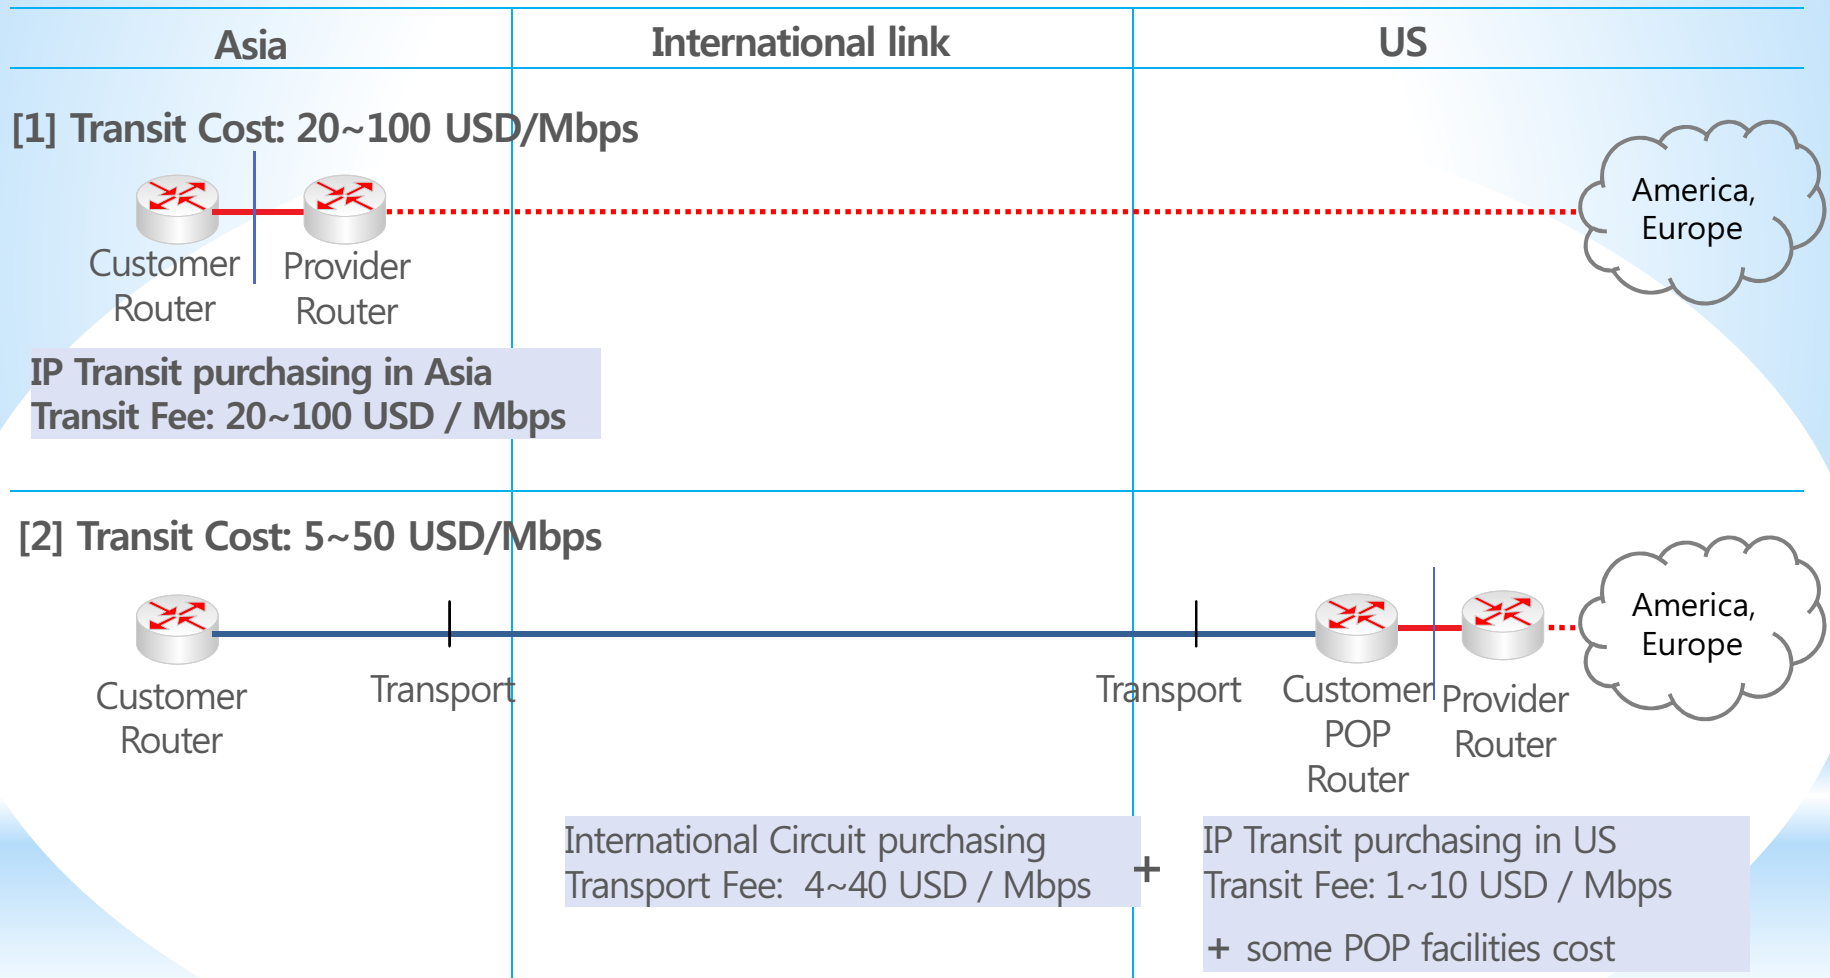 Asia
International link
US
[1] Transit Cost: 20~100 USD/Mbps
America,
Europe
Customer
Router
Provider
Router
IP Transit purchasing in Asia
Transit Fee: 20~100 USD / Mbps
[2] Transit Cost: 5~50 USD/Mbps
America,
Europe
Customer
Router
Transport
Transport
Customer
POP
Router
Provider
Router
International Circuit purchasing
Transport Fee:  4~40 USD / Mbps
+
IP Transit purchasing in US
Transit Fee: 1~10 USD / Mbps
+ some POP facilities cost